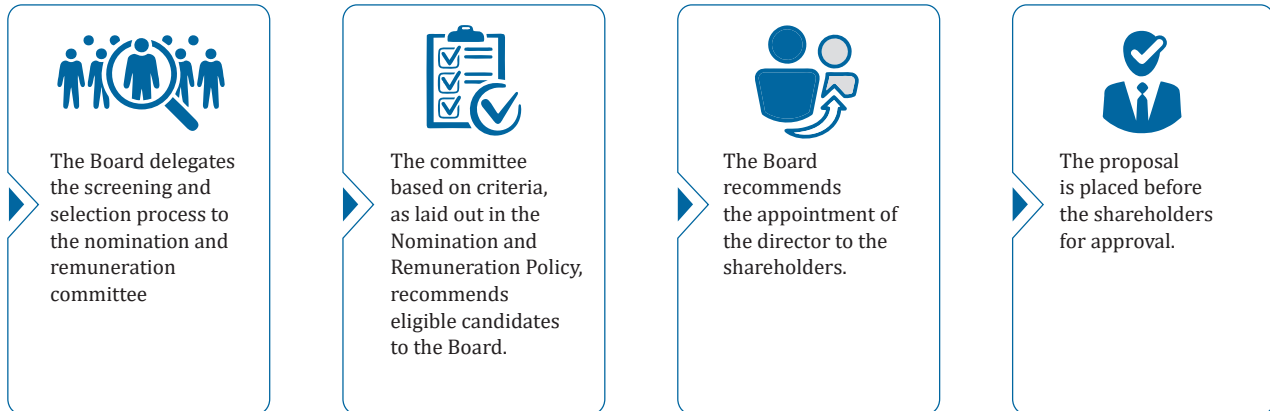 The Board delegates
the screening and
selection process to
the nomination and
remuneration
committee
The committee
based on criteria,
as laid out in the
Nomination and
Remuneration Policy,
recommends
eligible candidates
to the Board.
The Board
recommends
the appointment of
the director to the
shareholders.
The proposal
is placed before
the shareholders
for approval.